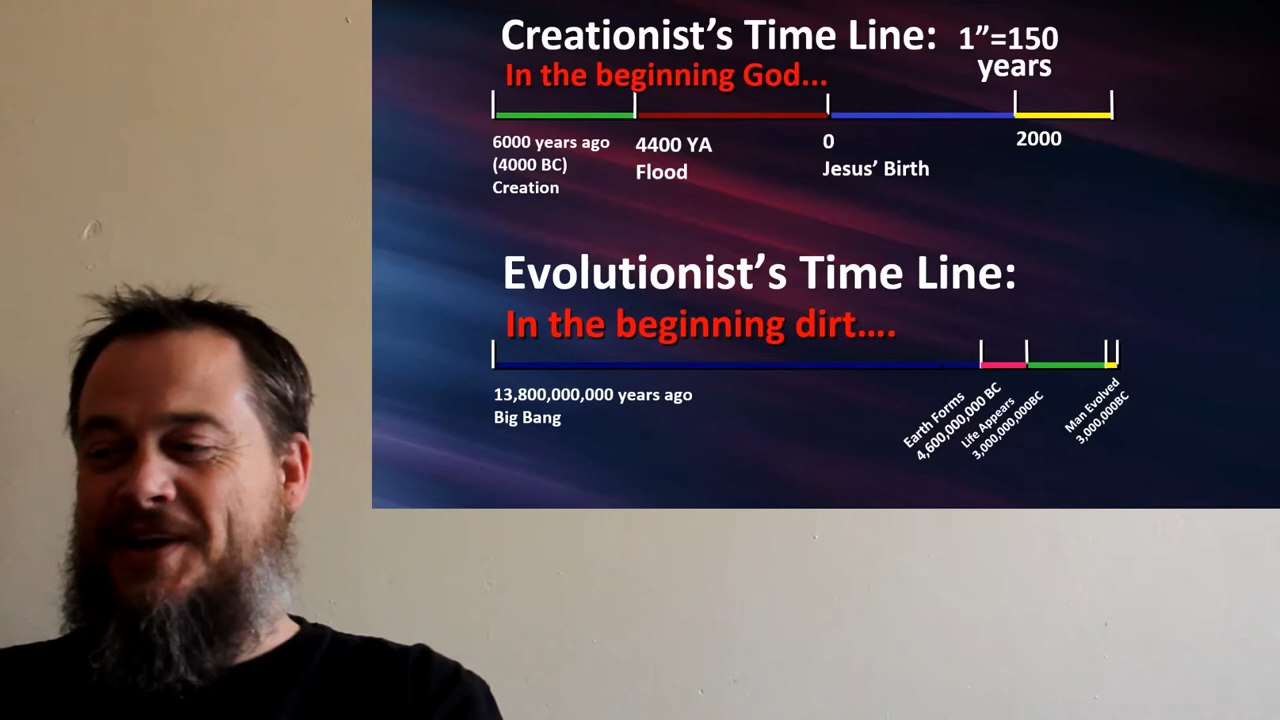 Creationist's Time Line: 1"=150
years
In the beginning God...
6000 years ago
(4000 BC)
Creation
4400 YA
Flood
0
Jesus' Birth
2000
Evolutionist's Time Line:
In the beginning dirt....
13,800,000,000 years ago
Big Bang
Earth Forms
4,600,000,000 BC
Life Appears
3,000,000,000BC
Man Evolved
3,000,000BC